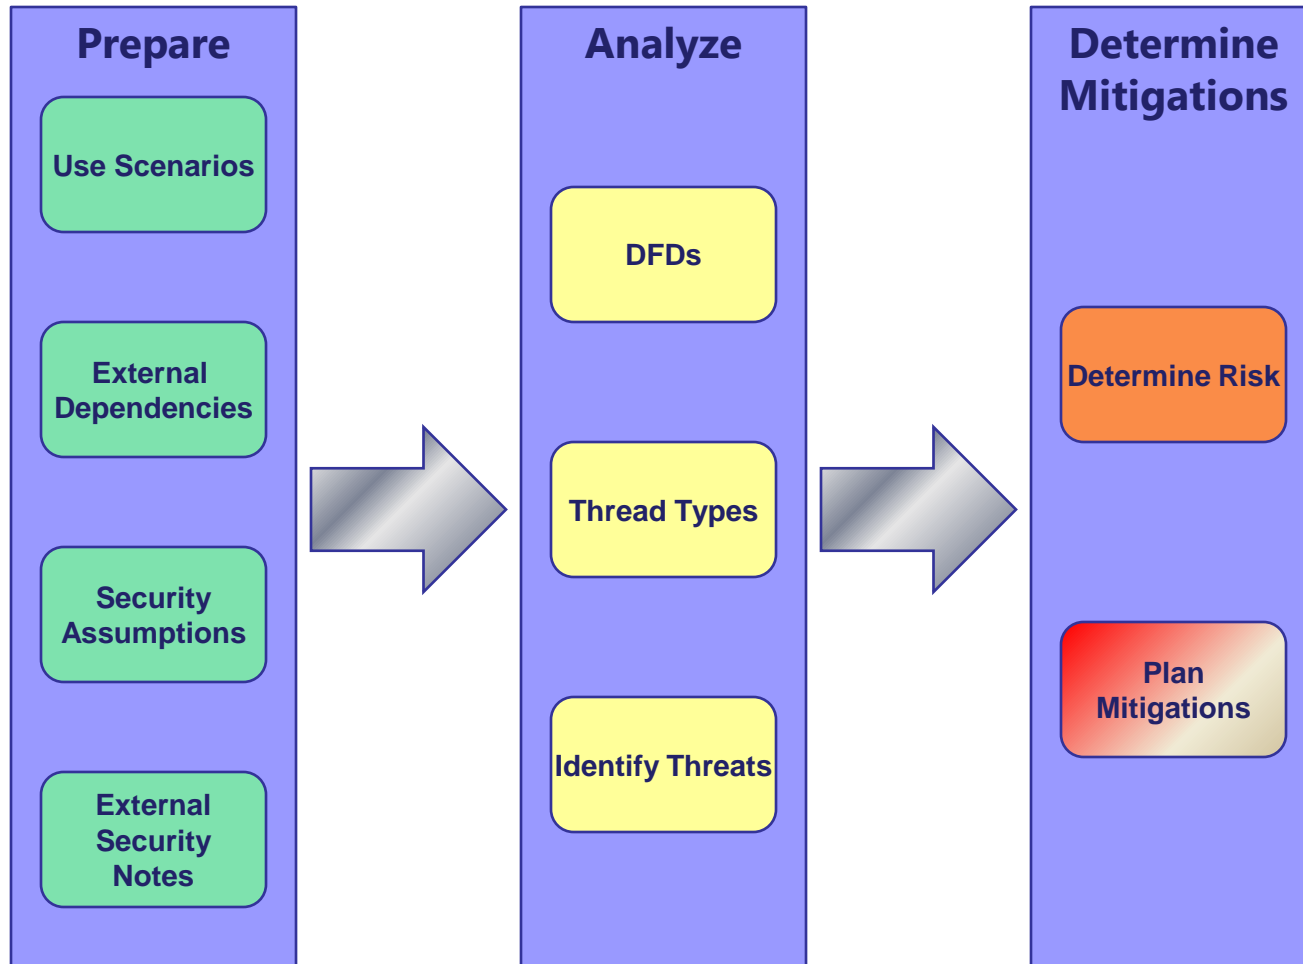 Prepare
Use Scenarios
External
Dependencies
Security
Assumptions
External
Security
Notes
Analyze
DFDs
Thread Types
Identify Threats
Determine
Mitigations
Determine Risk
Plan
Mitigations